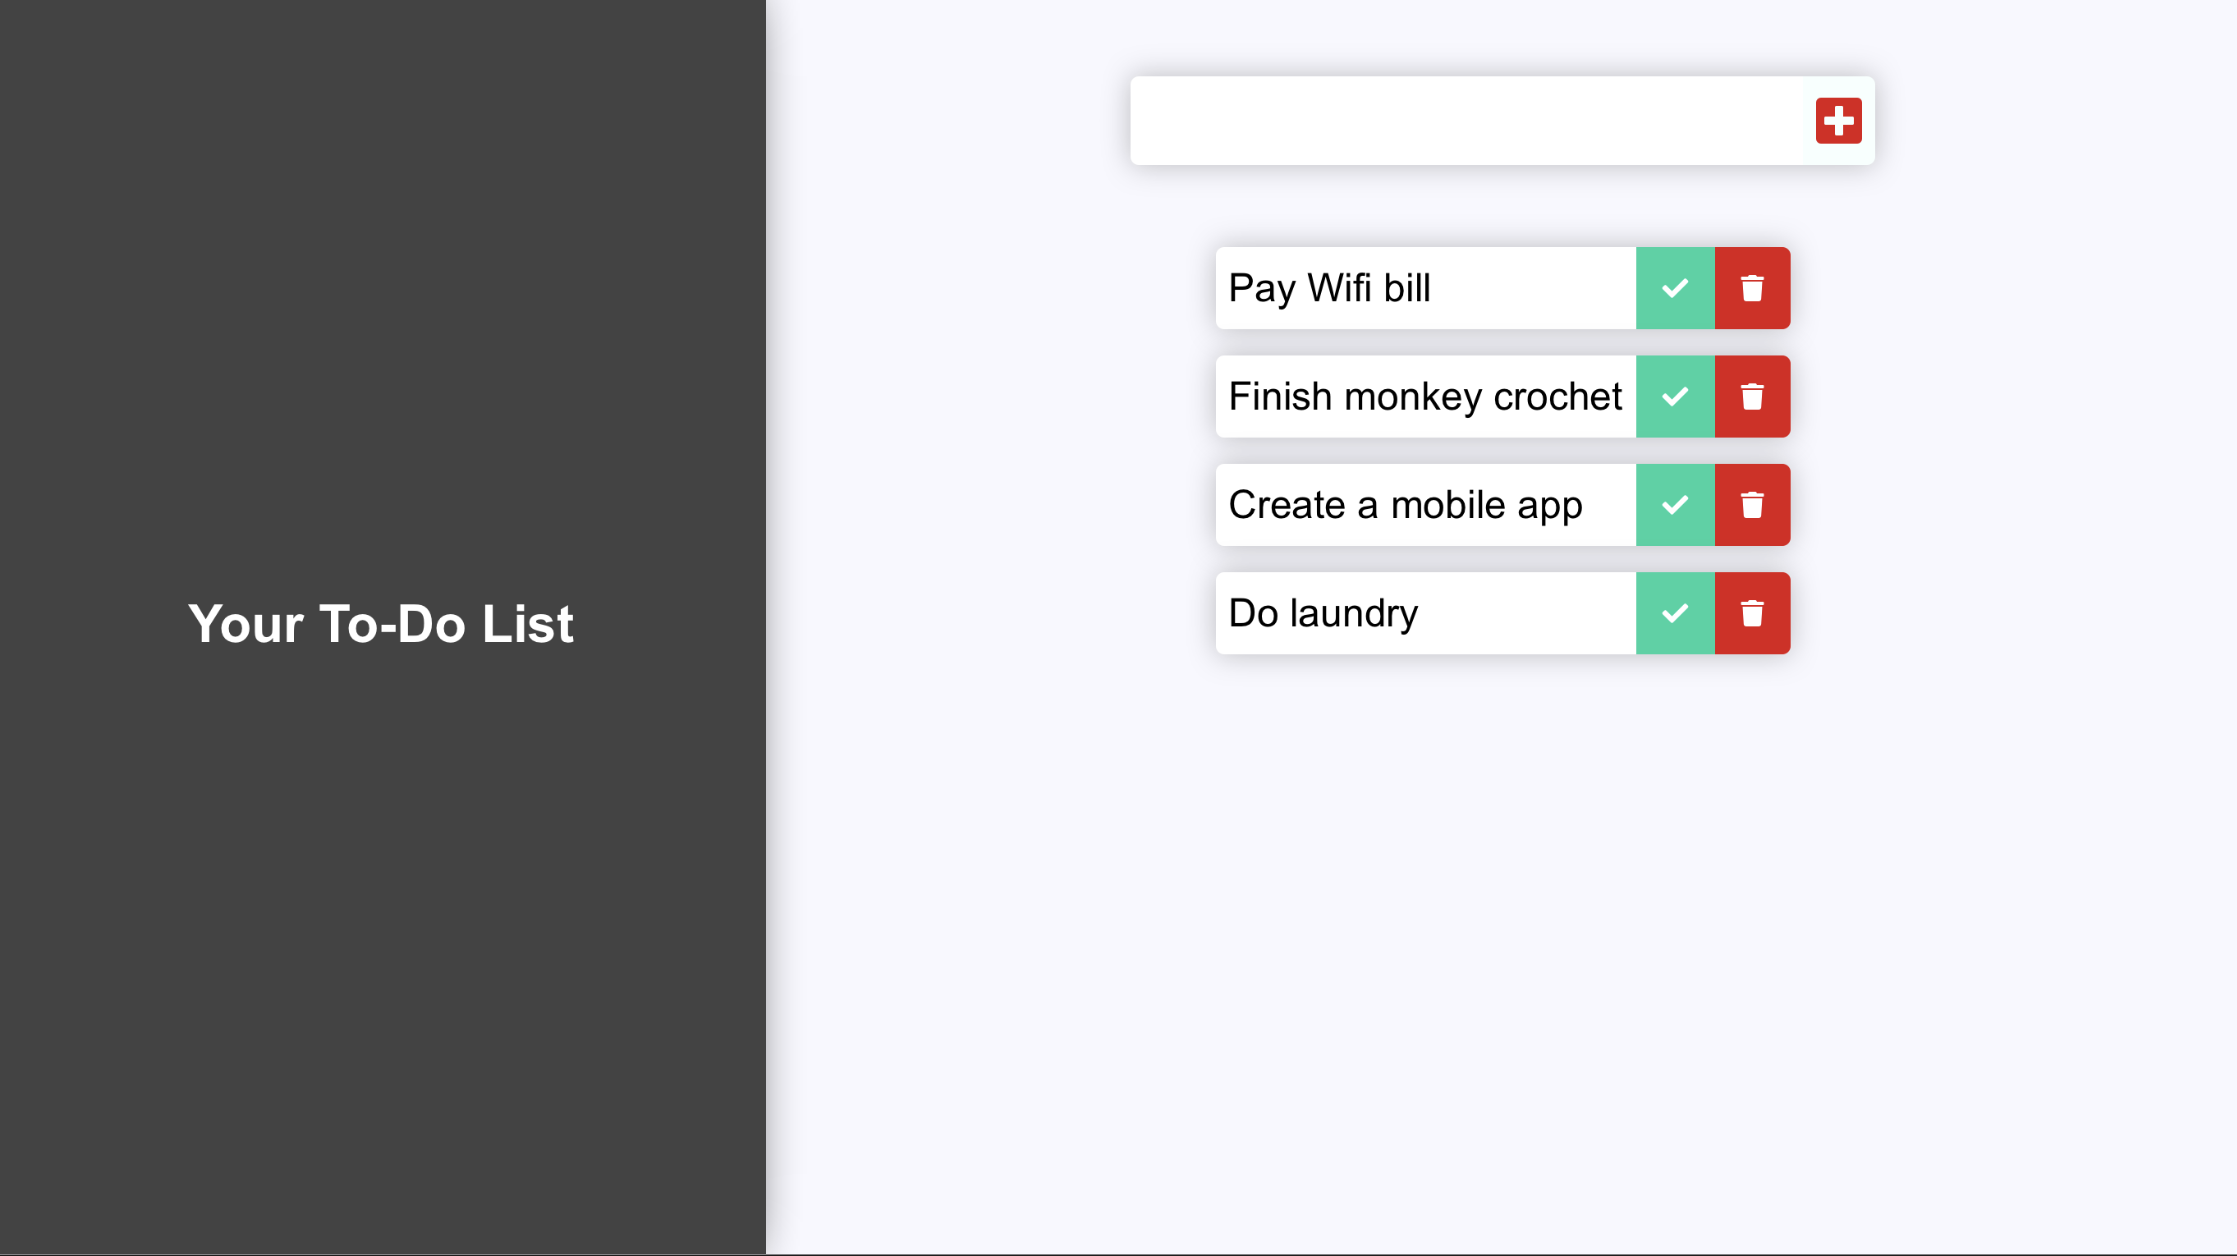 Your To-Do List
Pay Wifi bill
Finish monkey crochet
Create a mobile app
Do laundry